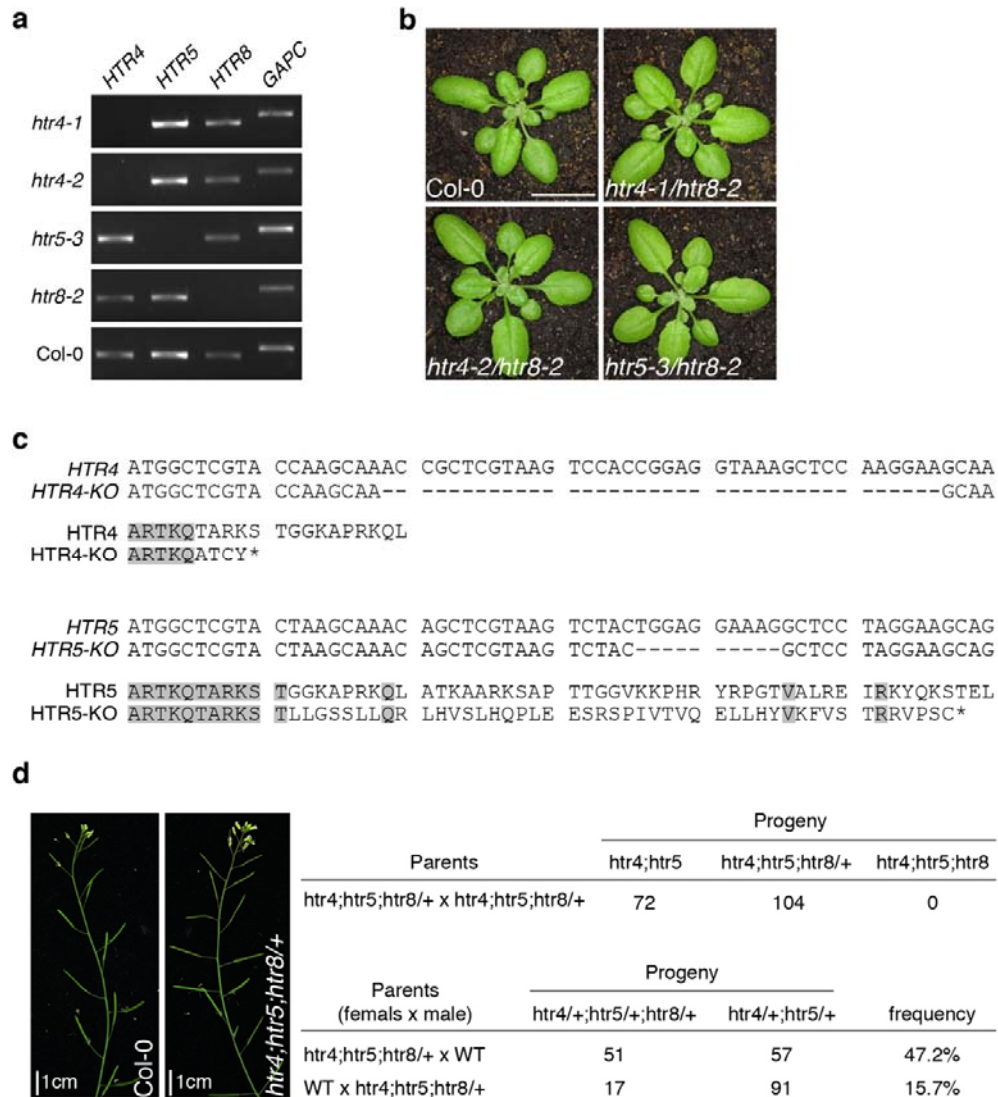 a
HTR4 HTR5 HTR8 GAPC
htr4-1
htr4-2
htr5-3
htr8-2
Col-0
b
Col-0
htr4-1/htr8-2
htr4-2/htr8-2
htr5-3/htr8-2
c
HTR4 ATGGCTCGTA CCAAGCAAAC CGCTCGTAAG TCCACCGGAG GTAAAGCTCC AAGGAAGCAA
HTR4-KO ATGGCTCGTA CCAAGCAA-- ---------- ---------- ---------- ------GCAA
HTR4 ARTKQTARKS TGGKAPRKQL
HTR4-KO ARTKQATCY*
HTR5 ATGGCTCGTA CTAAGCAAAC AGCTCGTAAG TCTACTGGAG GAAAGGCTCC TAGGAAGCAG
HTR5-KO ATGGCTCGTA CTAAGCAAAC AGCTCGTAAG TCTAC----- -----GCTCC TAGGAAGCAG
HTR5 ARTKQTARKS TGGKAPRKQL ATKAARKSAP TTGGVKKPHR YRPGTVALRE IRKYQKSTEL
HTR5-KO ARTKQTARKS TLLGSSLLQR LHVSLHQPLE ESRSPIVTVQ ELLHYVKFVS TRRVPSC*
d
1cm
Col-0
1cm
htr4;htr5;htr8/+
Progeny
Parents htr4;htr5 htr4;htr5;htr8/+ htr4;htr5;htr8
htr4;htr5;htr8/+ x htr4;htr5;htr8/+ 72 104 0
Progeny
Parents
(femals x male) htr4/+;htr5/+;htr8/+ htr4/+;htr5/+ frequency
htr4;htr5;htr8/+ x WT 51 57 47.2%
WT x htr4;htr5;htr8/+ 17 91 15.7%